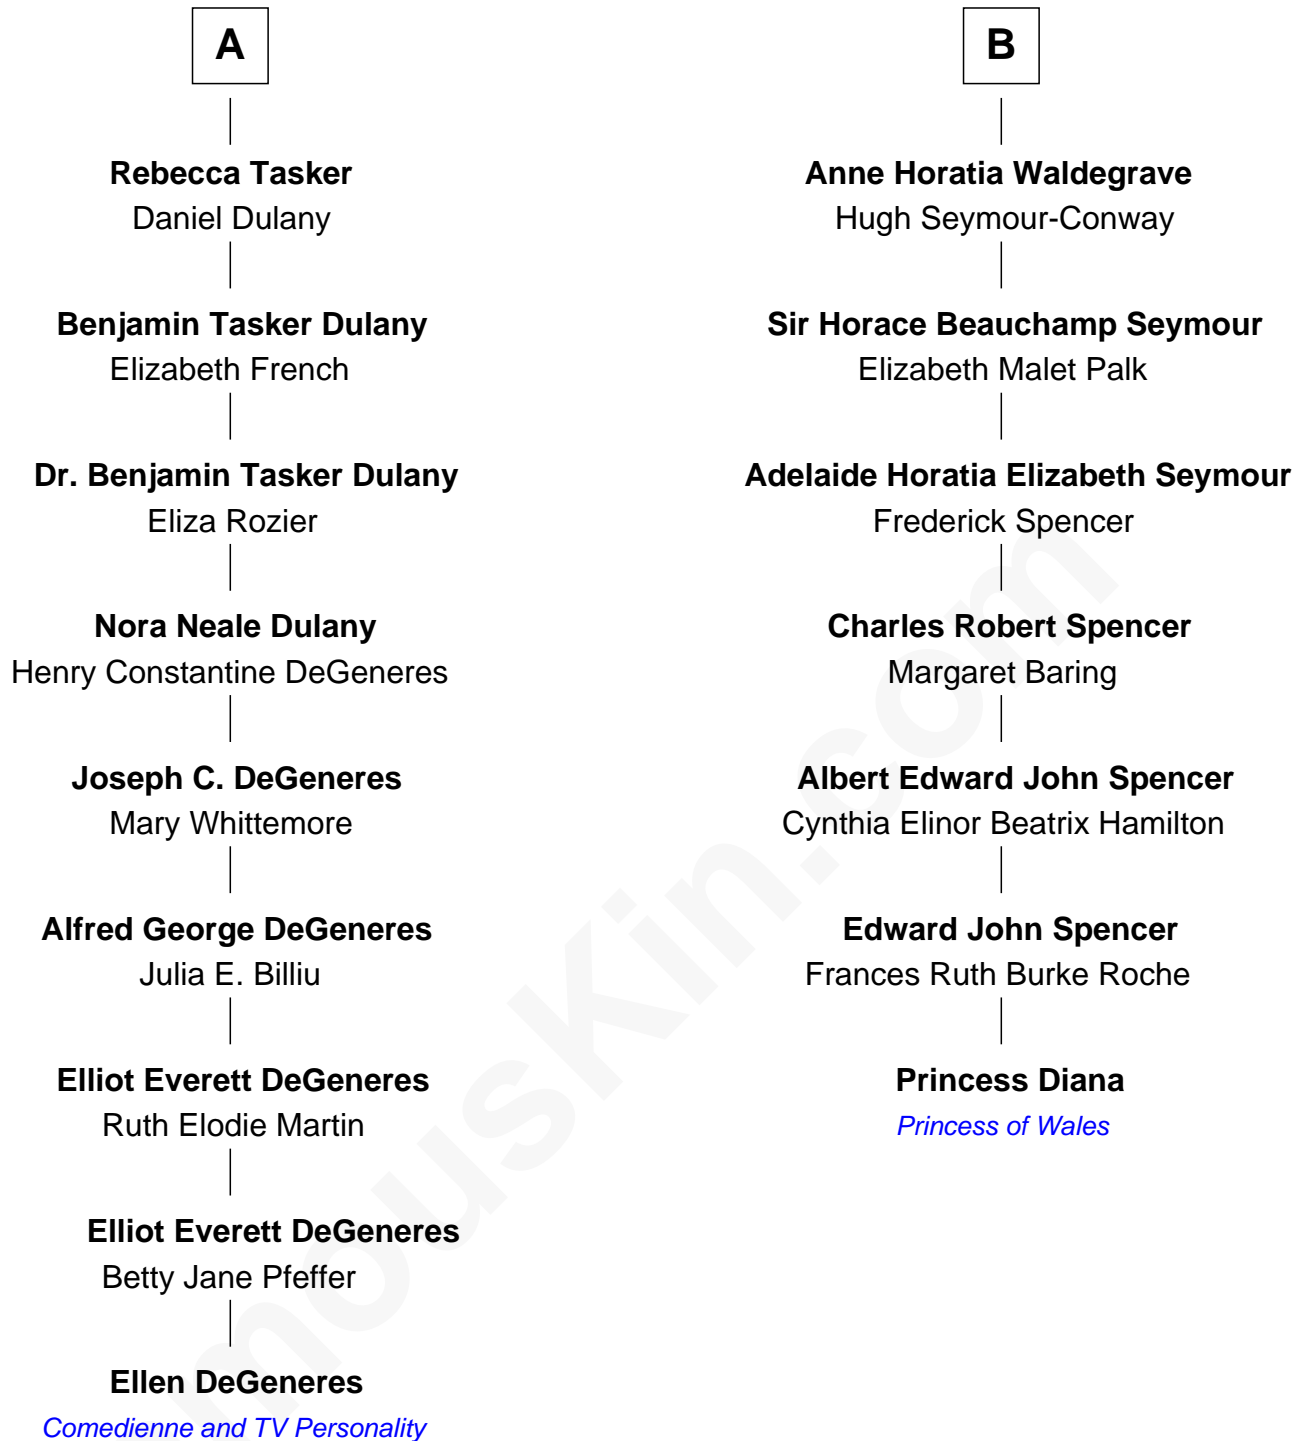 A
Rebecca Tasker
Daniel Dulany
Benjamin Tasker Dulany
Elizabeth French
Dr. Benjamin Tasker Dulany
Eliza Rozier
Nora Neale Dulany
Henry Constantine DeGeneres
Joseph C. DeGeneres
Mary Whittemore
Alfred George DeGeneres
Julia E. Billiu
Elliot Everett DeGeneres
Ruth Elodie Martin
Elliot Everett DeGeneres
Betty Jane Pfeffer
Ellen DeGeneres
Comedienne and TV Personality
B
Anne Horatia Waldegrave
Hugh Seymour-Conway
Sir Horace Beauchamp Seymour
Elizabeth Malet Palk
Adelaide Horatia Elizabeth Seymour
Frederick Spencer
Charles Robert Spencer
Margaret Baring
Albert Edward John Spencer
Cynthia Elinor Beatrix Hamilton
Edward John Spencer
Frances Ruth Burke Roche
Princess Diana
Princess of Wales
mousKin.com